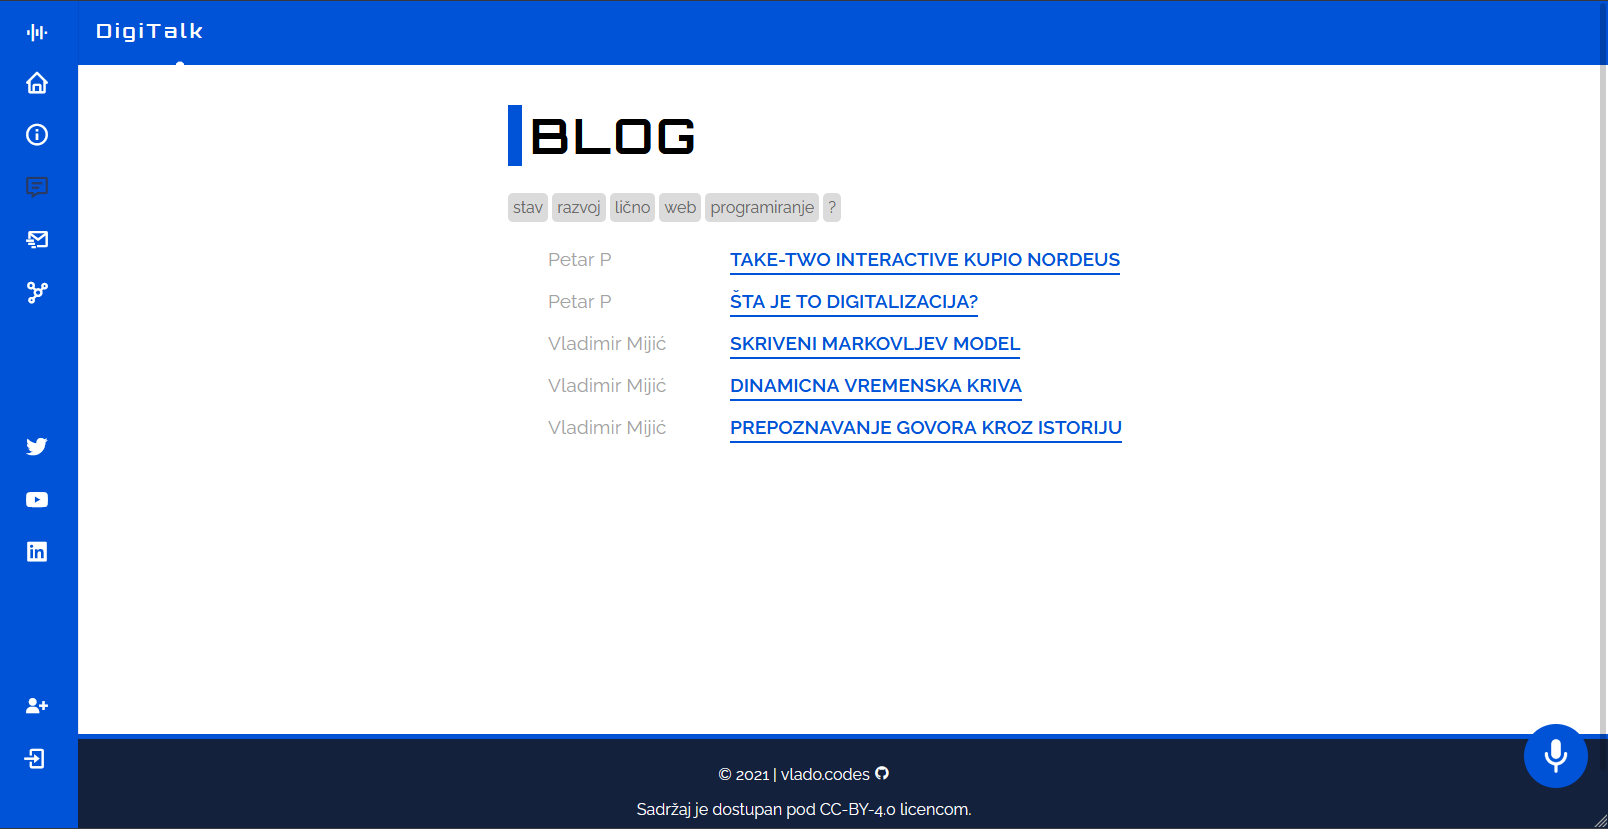 DigiTalk
BLOG
stav razvoj lično web programiranje ?
Petar P TAKE-TWO INTERACTIVE KUPIO NORDEUS
Petar P ŠTA JE TO DIGITALIZACIJA?
Vladimir Mijić SKRIVENI MARKOVLJEV MODEL
Vladimir Mijić DINAMICNA VREMENSKA KRIVA
Vladimir Mijić PREPOZNAVANJE GOVORA KROZ ISTORIJU
in
© 2021 | vlado.codes
Sadržaj je dostupan pod CC-BY-4.0 licencom.